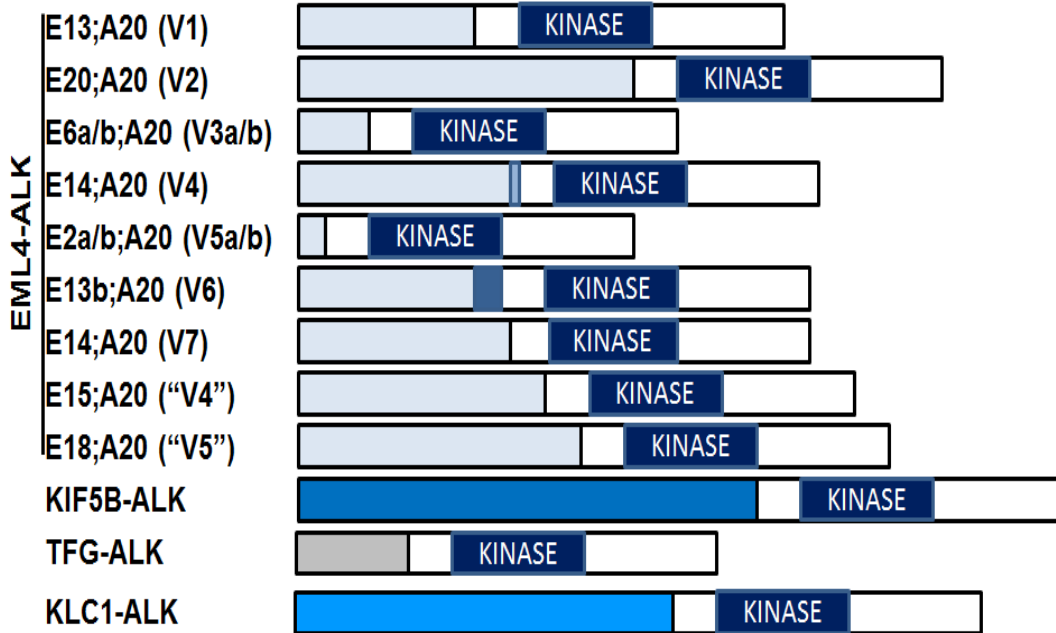 EML4-ALK
E13;A20 (V1) KINASE
E20;A20 (V2) KINASE
E6a/b;A20 (V3a/b) KINASE
E14;A20 (V4) KINASE
E2a/b;A20 (V5a/b) KINASE
E13b;A20 (V6) KINASE
E14;A20 (V7) KINASE
E15;A20 (“V4”) KINASE
E18;A20 (“V5”) KINASE
KIF5B-ALK KINASE
TFG-ALK KINASE
KLC1-ALK KINASE